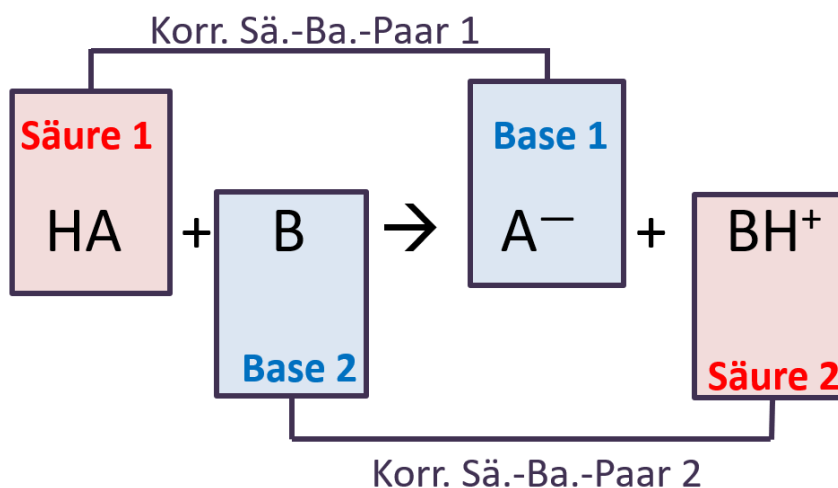 Korr. Sä.-Ba.-Paar 1
Säure 1
Base 1
HA + B → A⁻ + BH⁺
Base 2
Säure 2
Korr. Sä.-Ba.-Paar 2